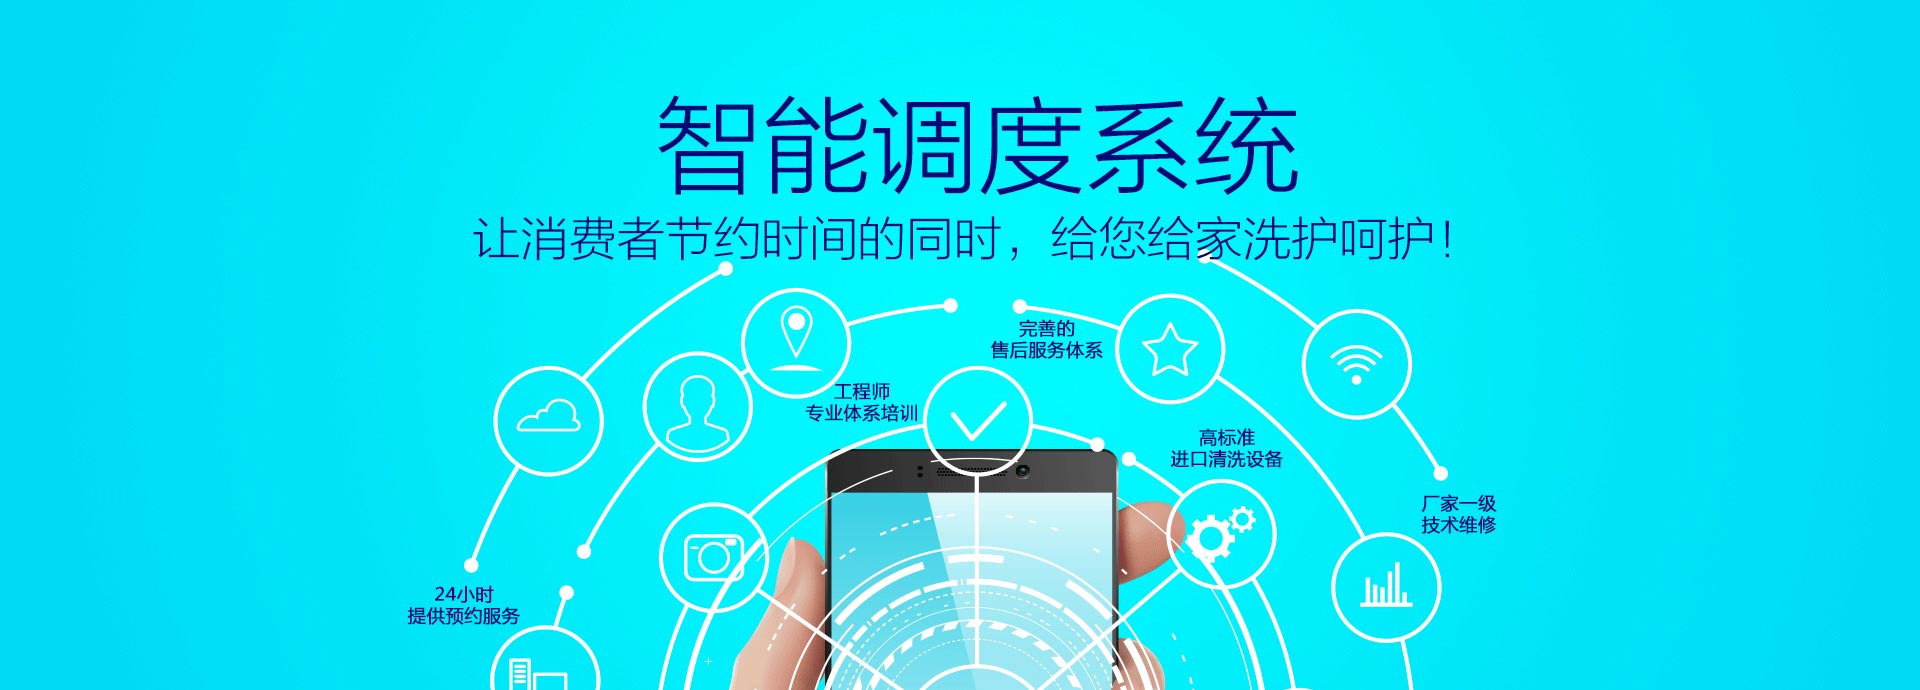 智能调度系统
让消费者节约时间的同时，给您给家洗护呵护！
完善的
售后服务体系
工程师
专业体系培训
高标准
进口清洗设备
厂家一级
技术维修
24小时
提供预约服务